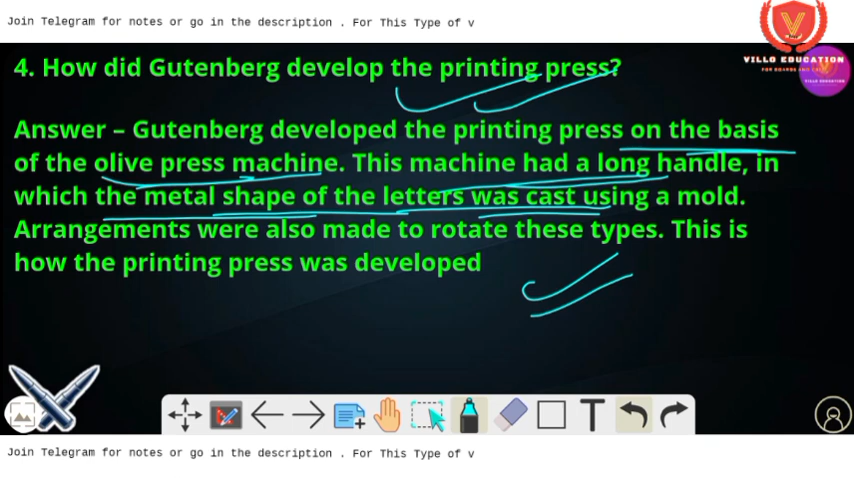 Join Telegram for notes or go in the description . For This Type of v
VILLO EDUCATION
4. How did Gutenberg develop the printing press?
Answer – Gutenberg developed the printing press on the basis
of the olive press machine. This machine had a long handle, in
which the metal shape of the letters was cast using a mold.
Arrangements were also made to rotate these types. This is
how the printing press was developed
T
Join Telegram for notes or go in the description . For This Type of v